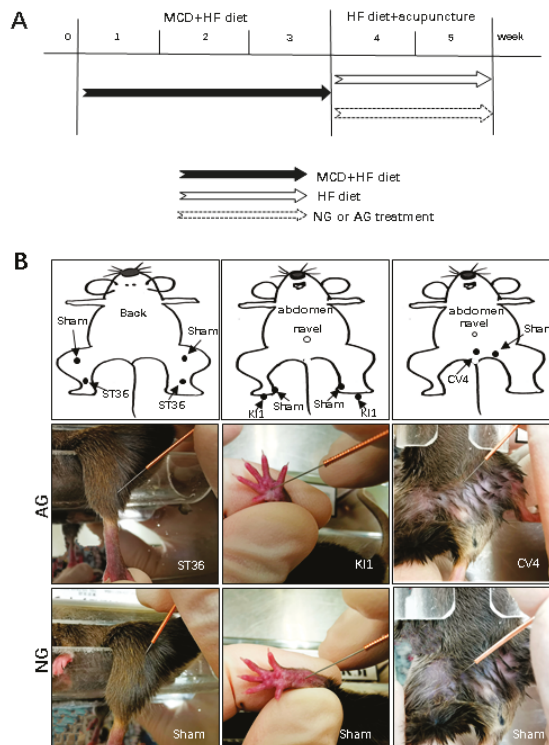 A
MCD+HF diet
HF diet+acupuncture
0 1 2 3 4 5 week
MCD+HF diet
HF diet
NG or AG treatment
B
Back
Sham
Sham
ST36
ST36
abdomen
navel
Sham
Sham
KI1
KI1
abdomen
navel
Sham
CV4
AG
ST36
KI1
CV4
NG
Sham
Sham
Sham